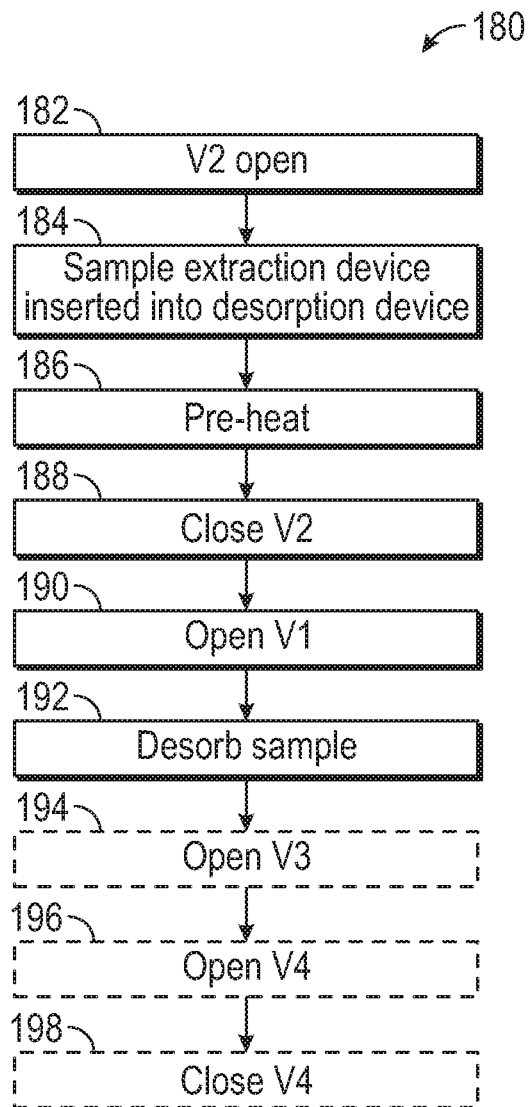 180
182
V2 open
184
Sample extraction device
inserted into desorption device
186
Pre-heat
188
Close V2
190
Open V1
192
Desorb sample
194
Open V3
196
Open V4
198
Close V4